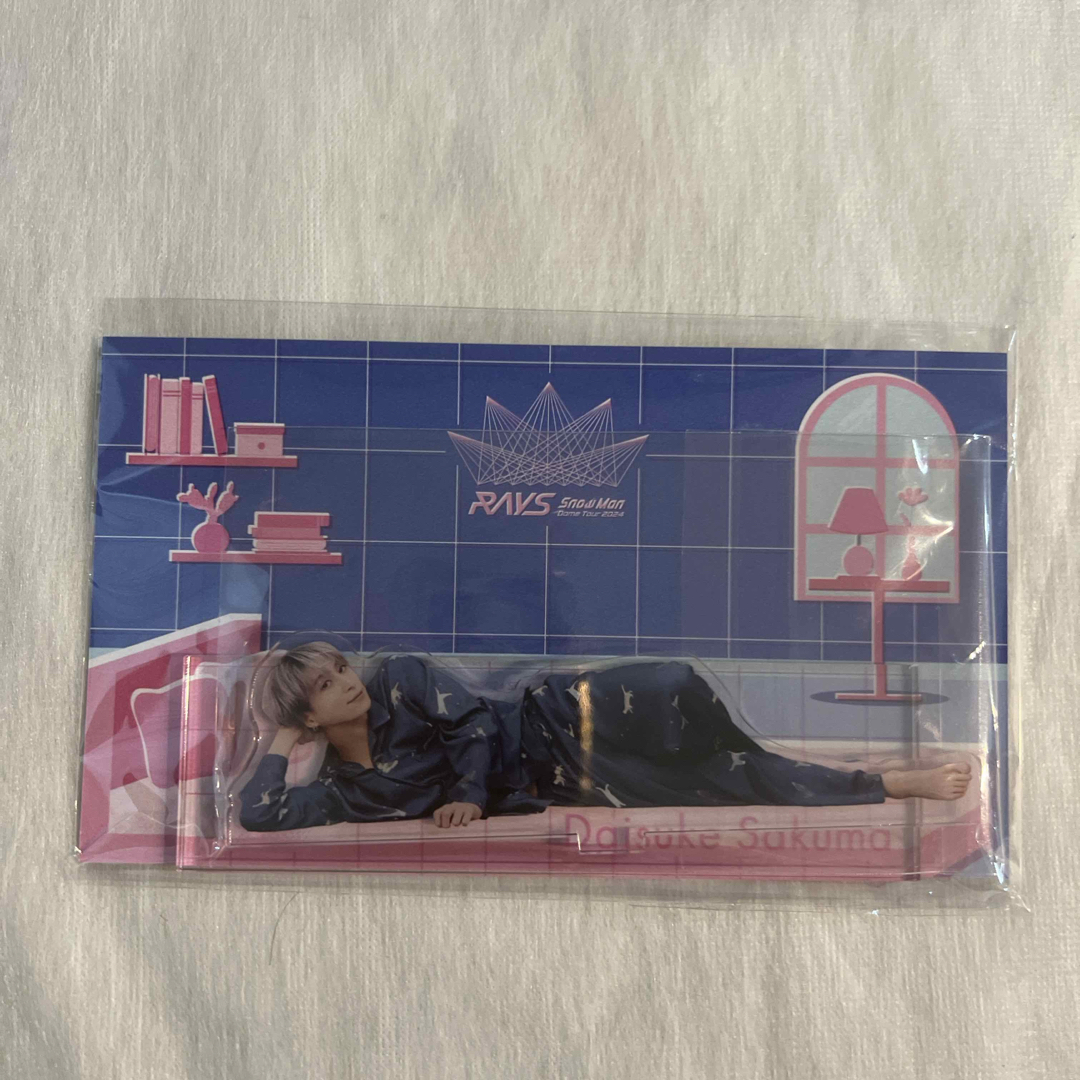 RAYS
Snow Man
Dome Tour 2024
Daisuke Sakuma